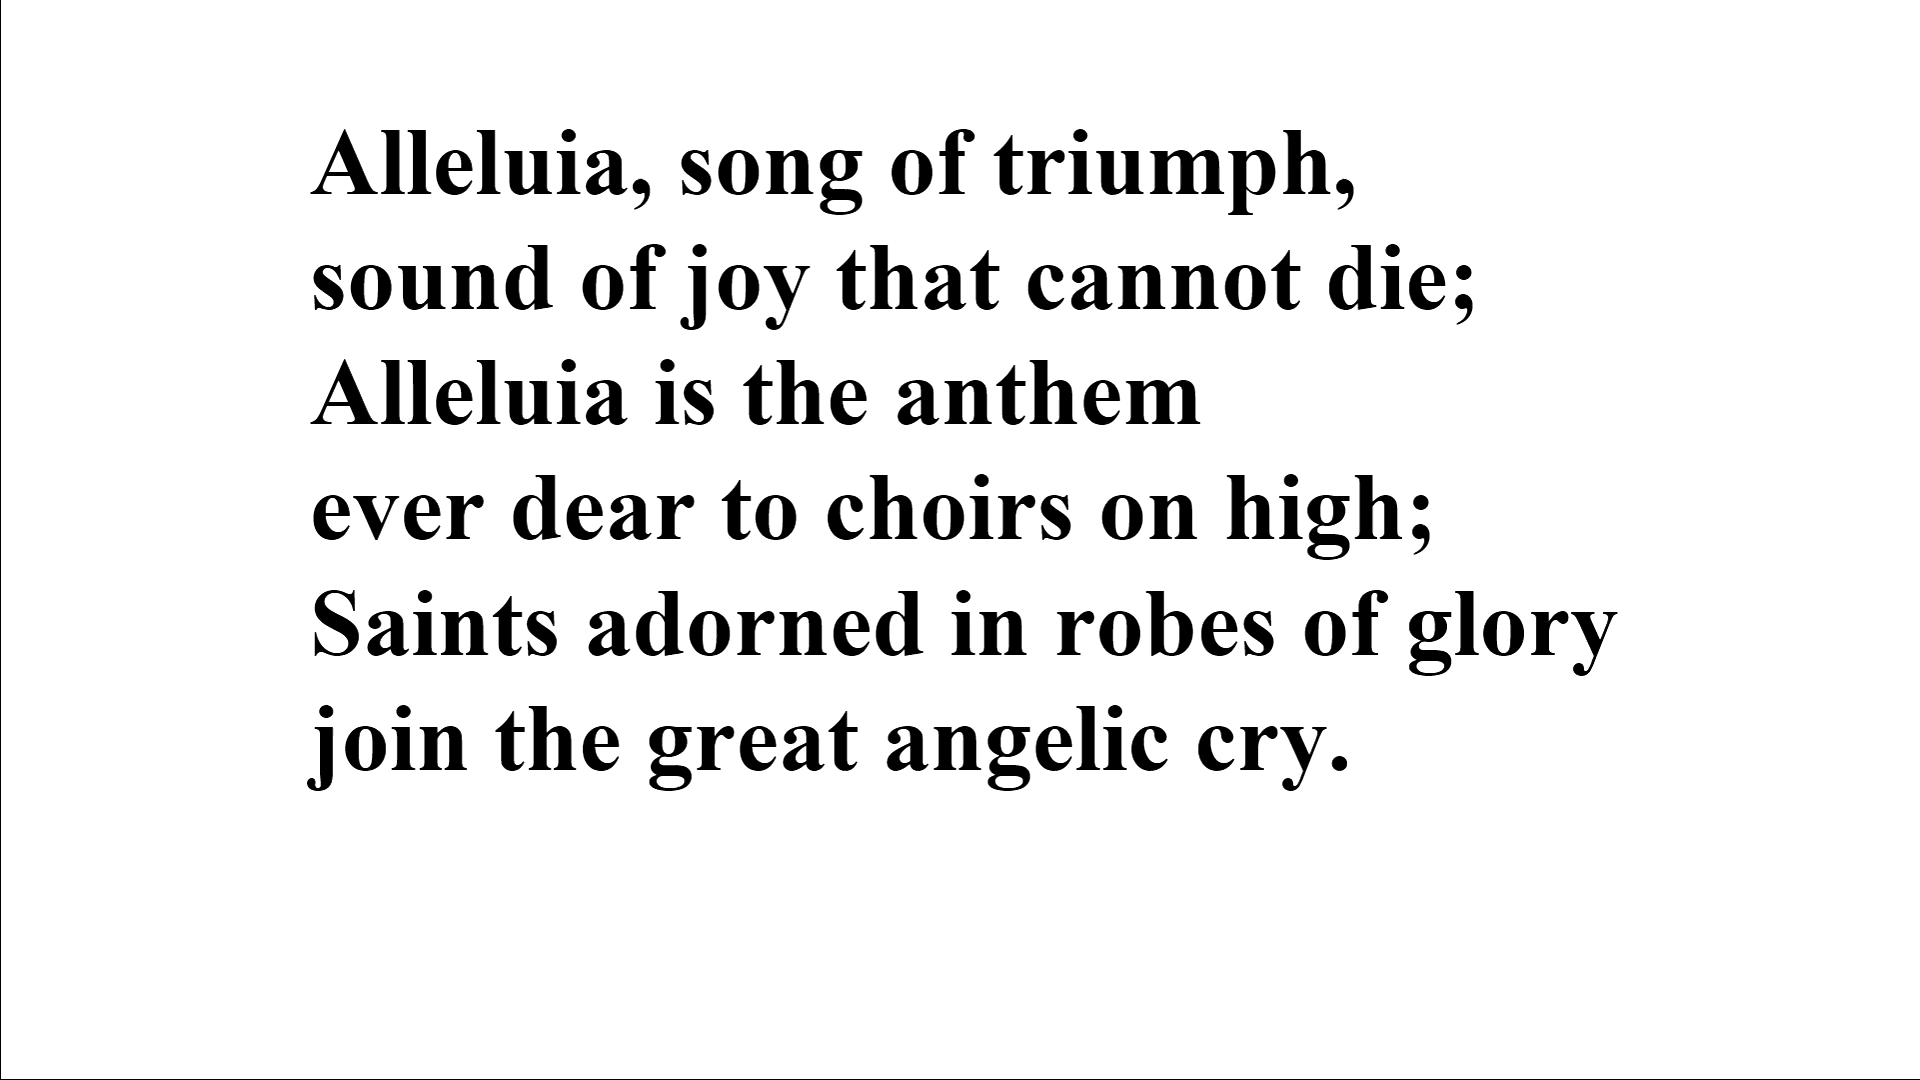 Alleluia, song of triumph,
sound of joy that cannot die;
Alleluia is the anthem
ever dear to choirs on high;
Saints adorned in robes of glory
join the great angelic cry.